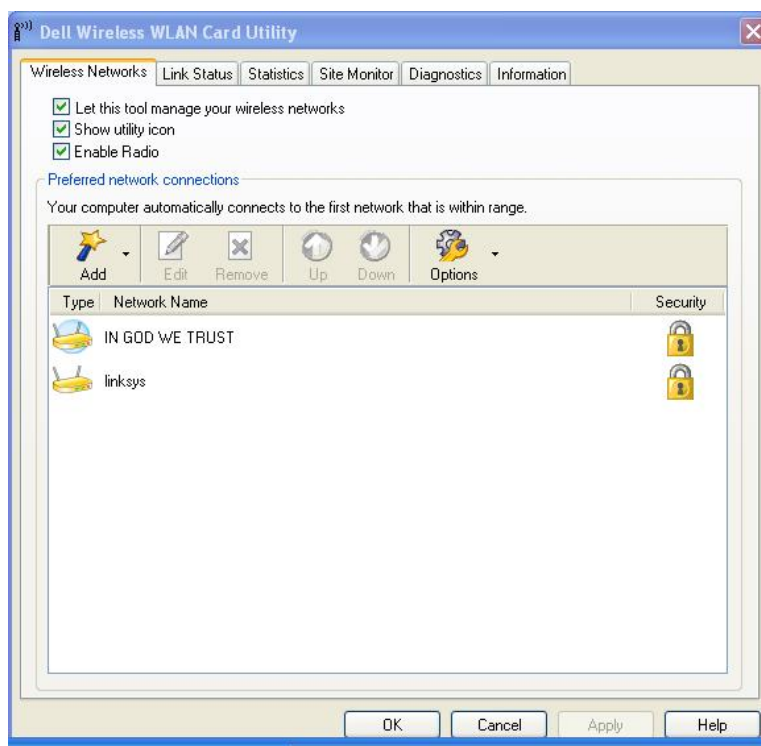 Dell Wireless WLAN Card Utility
Wireless Networks Link Status Statistics Site Monitor Diagnostics Information
Let this tool manage your wireless networks
Show utility icon
Enable Radio
Preferred network connections
Your computer automatically connects to the first network that is within range.
Add Edit Remove Up Down Options
Type Network Name Security
IN GOD WE TRUST
linksys
OK Cancel Apply Help